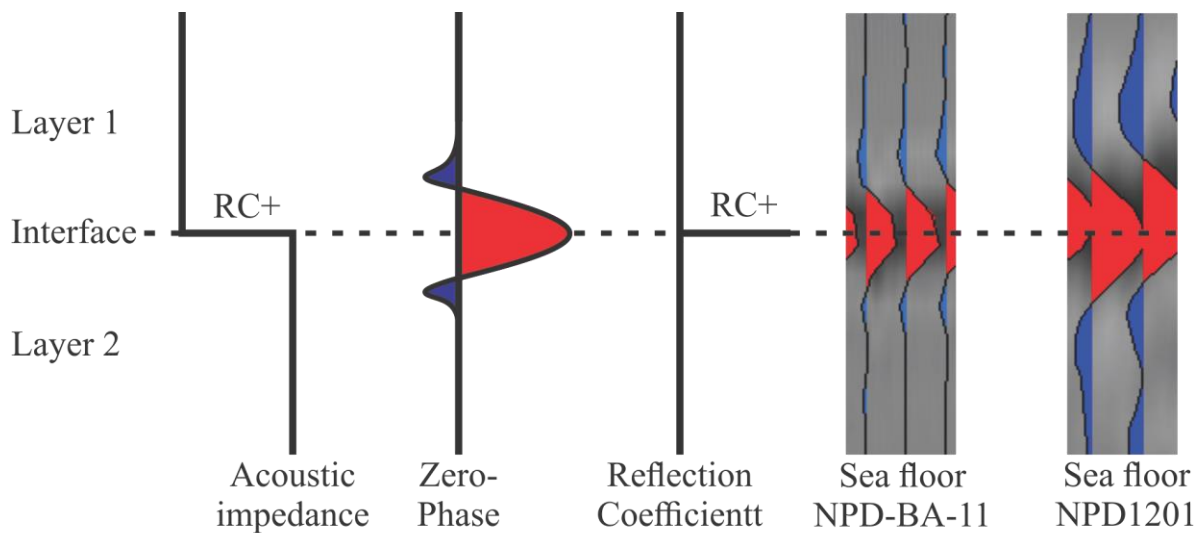 Layer 1
RC+
RC+
Interface
Layer 2
Acoustic
impedance
Zero-
Phase
Reflection
Coefficientt
Sea floor
NPD-BA-11
Sea floor
NPD1201